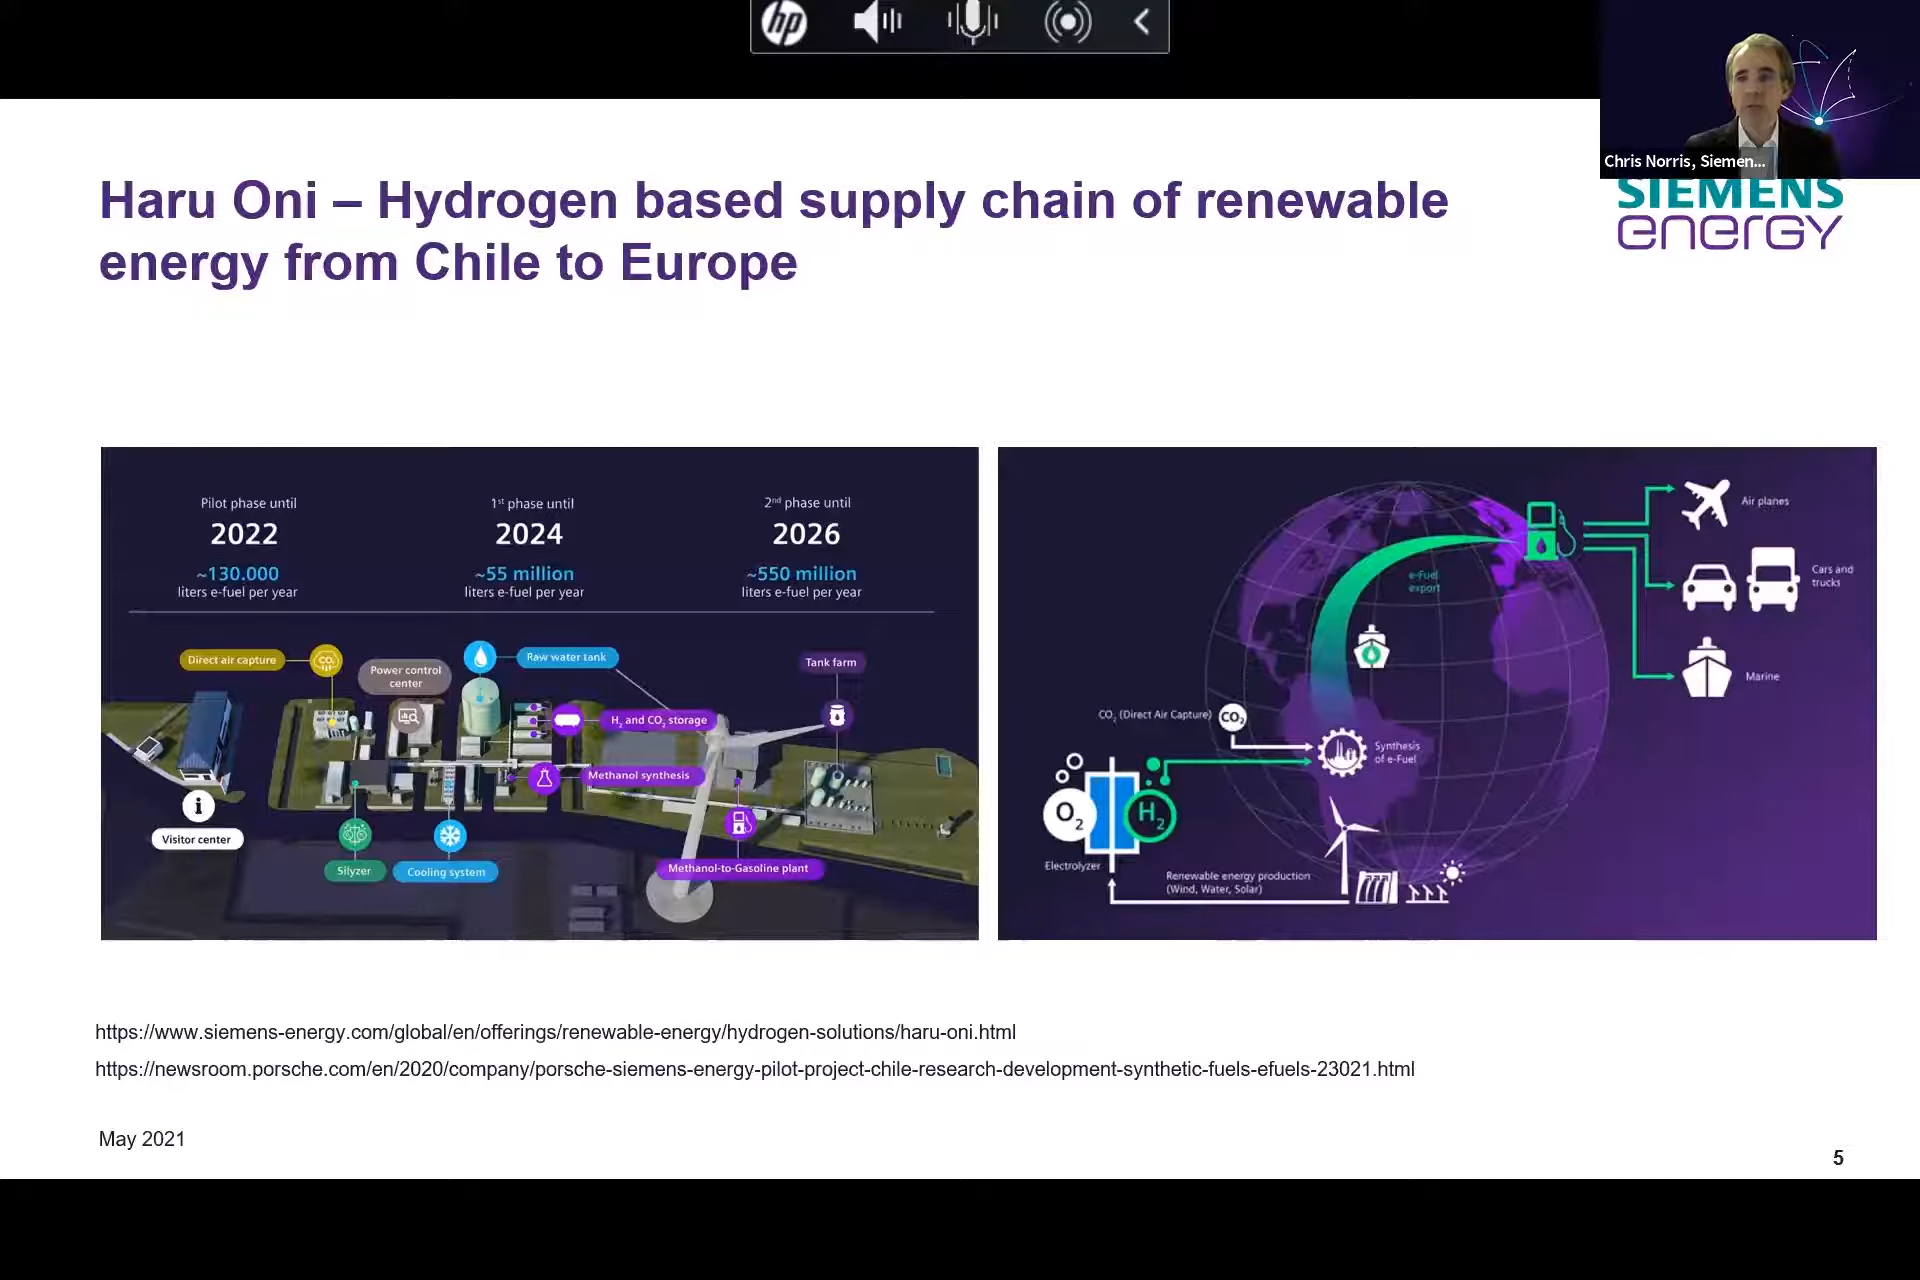 hp
Chris Norris, Siemen...
SIEMENS
energy
Haru Oni – Hydrogen based supply chain of renewable
energy from Chile to Europe
Pilot phase until
2022
~130.000
liters e-fuel per year
1st phase until
2024
~55 million
liters e-fuel per year
2nd phase until
2026
~550 million
liters e-fuel per year
Direct air capture
CO2
Power control
center
Raw water tank
Tank farm
H2 and CO2 storage
Methanol synthesis
i
Visitor center
Silyzer
Cooling system
Methanol-to-Gasoline plant
Air planes
Cars and
trucks
Marine
e-Fuel
export
CO2 (Direct Air Capture)
CO2
Synthesis
of e-Fuel
O2
H2
Electrolyzer
Renewable energy production
(Wind, Water, Solar)
https://www.siemens-energy.com/global/en/offerings/renewable-energy/hydrogen-solutions/haru-oni.html
https://newsroom.porsche.com/en/2020/company/porsche-siemens-energy-pilot-project-chile-research-development-synthetic-fuels-efuels-23021.html
May 2021
5